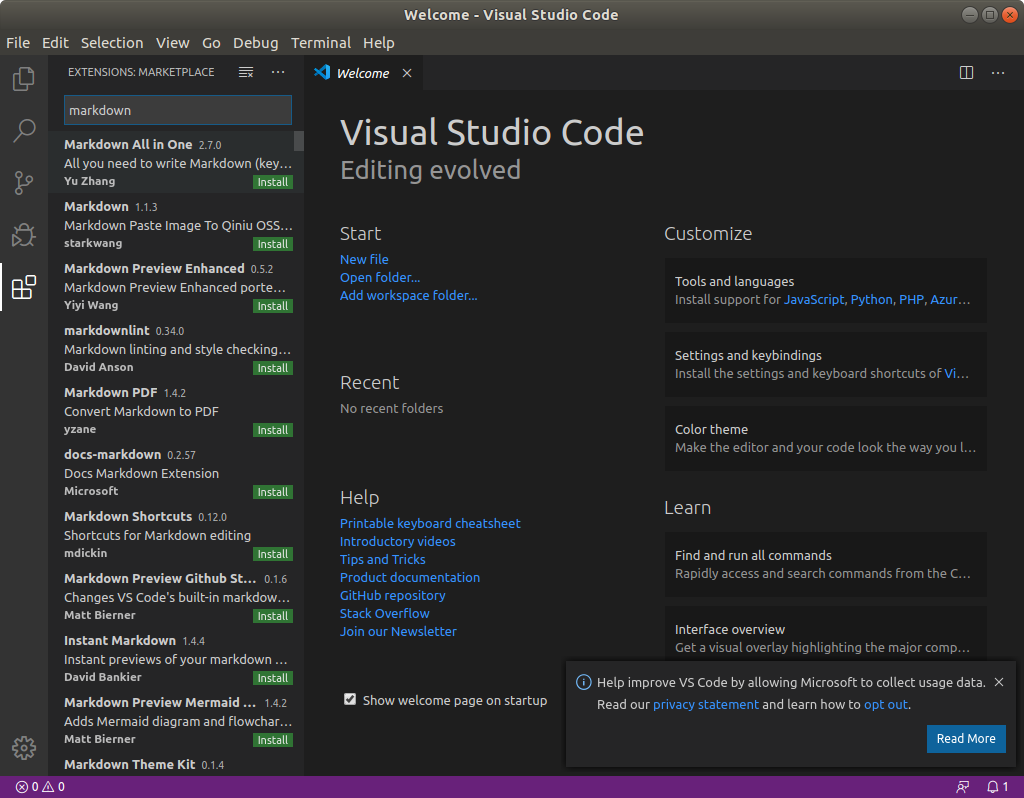 Welcome - Visual Studio Code
File Edit Selection View Go Debug Terminal Help
EXTENSIONS: MARKETPLACE
markdown
Markdown All in One 2.7.0
All you need to write Markdown (key...
Yu Zhang Install
Markdown 1.1.3
Markdown Paste Image To Qiniu OSS...
starkwang Install
Markdown Preview Enhanced 0.5.2
Markdown Preview Enhanced porte...
Yiyi Wang Install
markdownlint 0.34.0
Markdown linting and style checking...
David Anson Install
Markdown PDF 1.4.2
Convert Markdown to PDF
yzane Install
docs-markdown 0.2.57
Docs Markdown Extension
Microsoft Install
Markdown Shortcuts 0.12.0
Shortcuts for Markdown editing
mdickin Install
Markdown Preview Github St... 0.1.6
Changes VS Code's built-in markdow...
Matt Bierner Install
Instant Markdown 1.4.4
Instant previews of your markdown ...
David Bankier Install
Markdown Preview Mermaid ... 1.4.2
Adds Mermaid diagram and flowchar...
Matt Bierner Install
Markdown Theme Kit 0.1.4
Welcome
Visual Studio Code
Editing evolved
Start
New file
Open folder...
Add workspace folder...
Recent
No recent folders
Help
Printable keyboard cheatsheet
Introductory videos
Tips and Tricks
Product documentation
GitHub repository
Stack Overflow
Join our Newsletter
Show welcome page on startup
Customize
Tools and languages
Install support for JavaScript, Python, PHP, Azur...
Settings and keybindings
Install the settings and keyboard shortcuts of Vi...
Color theme
Make the editor and your code look the way you l...
Learn
Find and run all commands
Rapidly access and search commands from the C...
Interface overview
Get a visual overlay highlighting the major comp...
Help improve VS Code by allowing Microsoft to collect usage data.
Read our privacy statement and learn how to opt out.
Read More
0 0
1